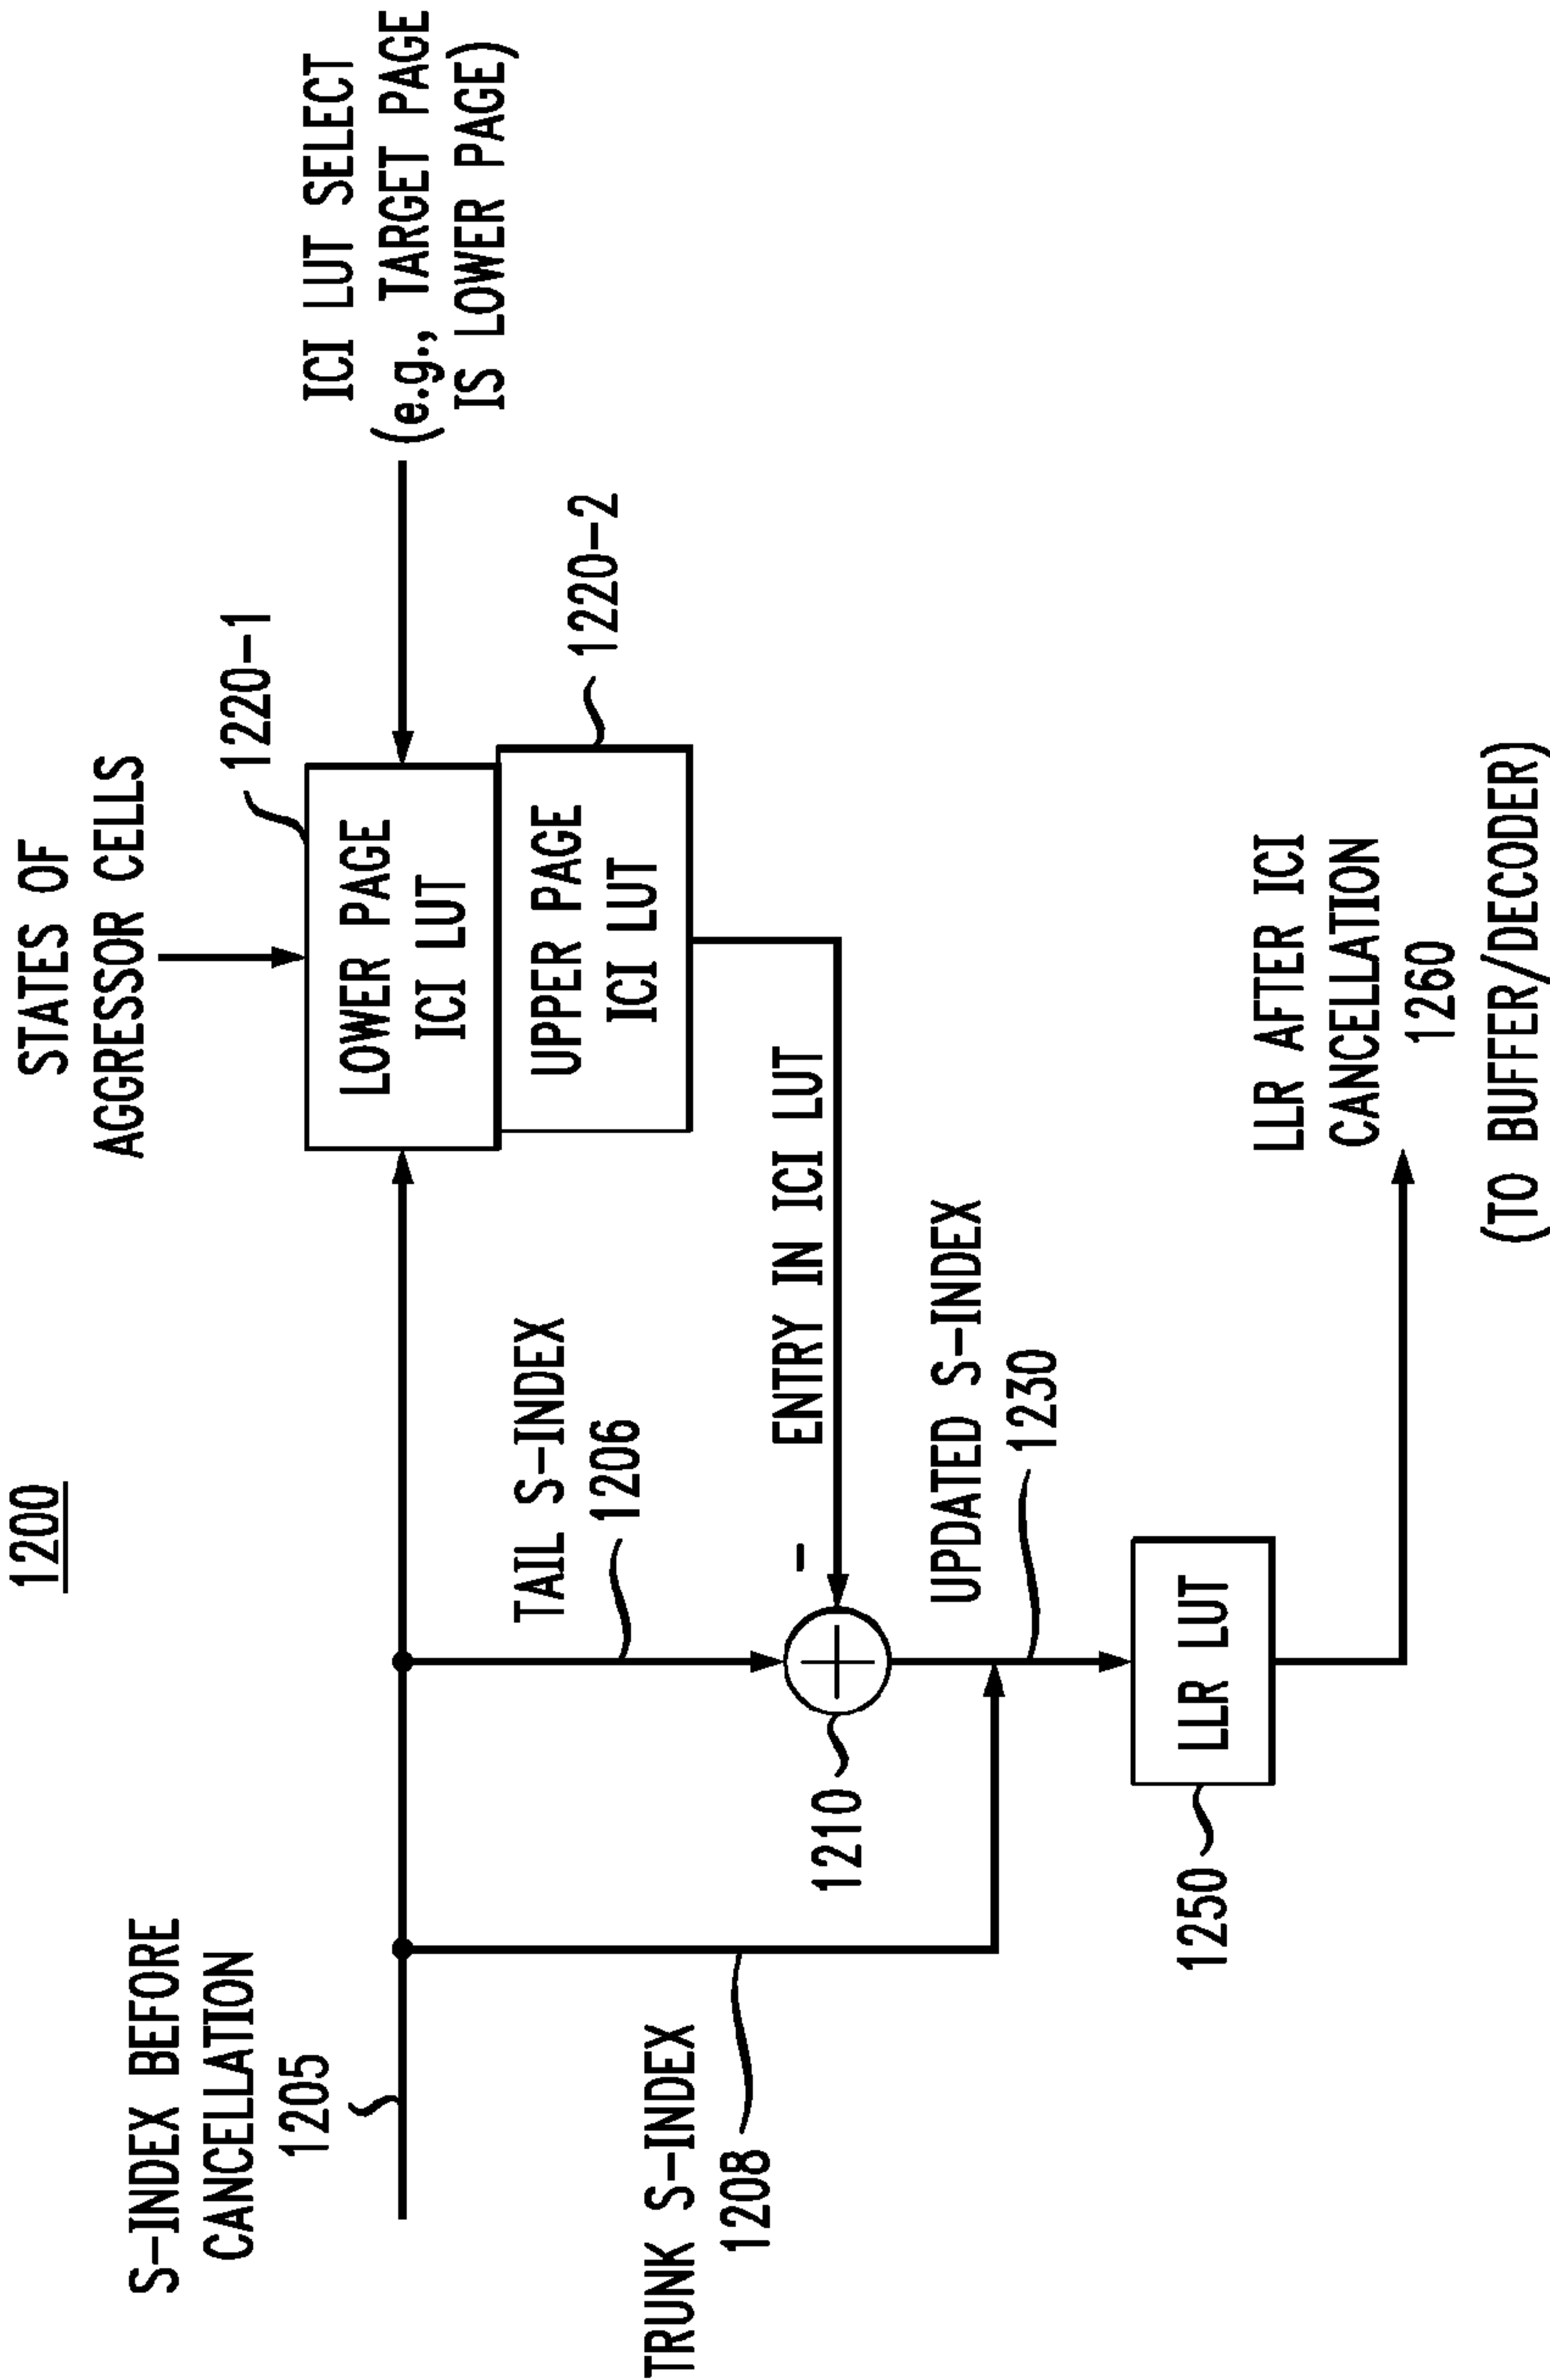 1200
S-INDEX BEFORE
CANCELLATION
1205
STATES OF
AGGRESSOR CELLS
1220-1
ICI LUT SELECT
(e.g., TARGET PAGE
IS LOWER PAGE)
LOWER PAGE
ICI LUT
UPPER PAGE
ICI LUT
1220-2
TAIL S-INDEX
1206
TRUNK S-INDEX
1208
ENTRY IN ICI LUT
-
1210
UPDATED S-INDEX
1230
LLR LUT
1250
LLR AFTER ICI
CANCELLATION
1260
(TO BUFFER/DECODER)